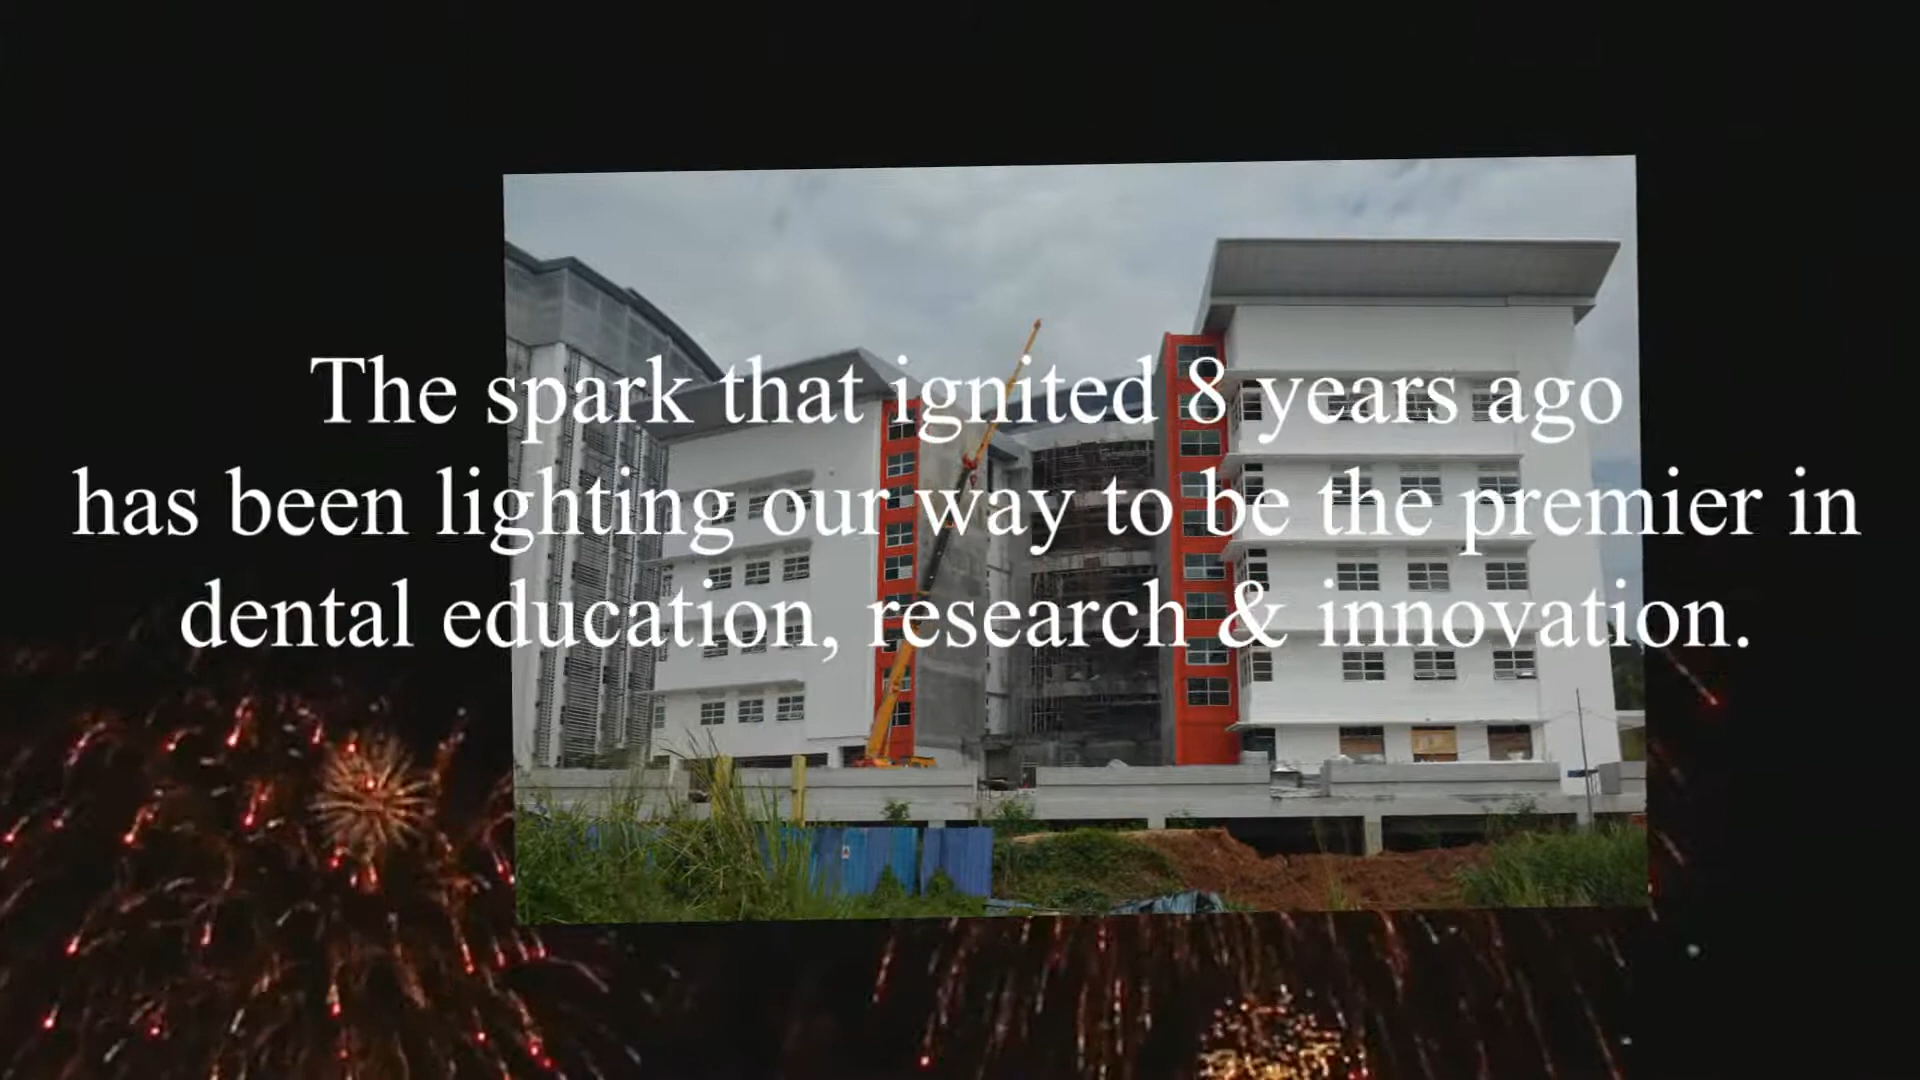 The spark that ignited 8 years ago
has been lighting our way to be the premier in
dental education, research & innovation.